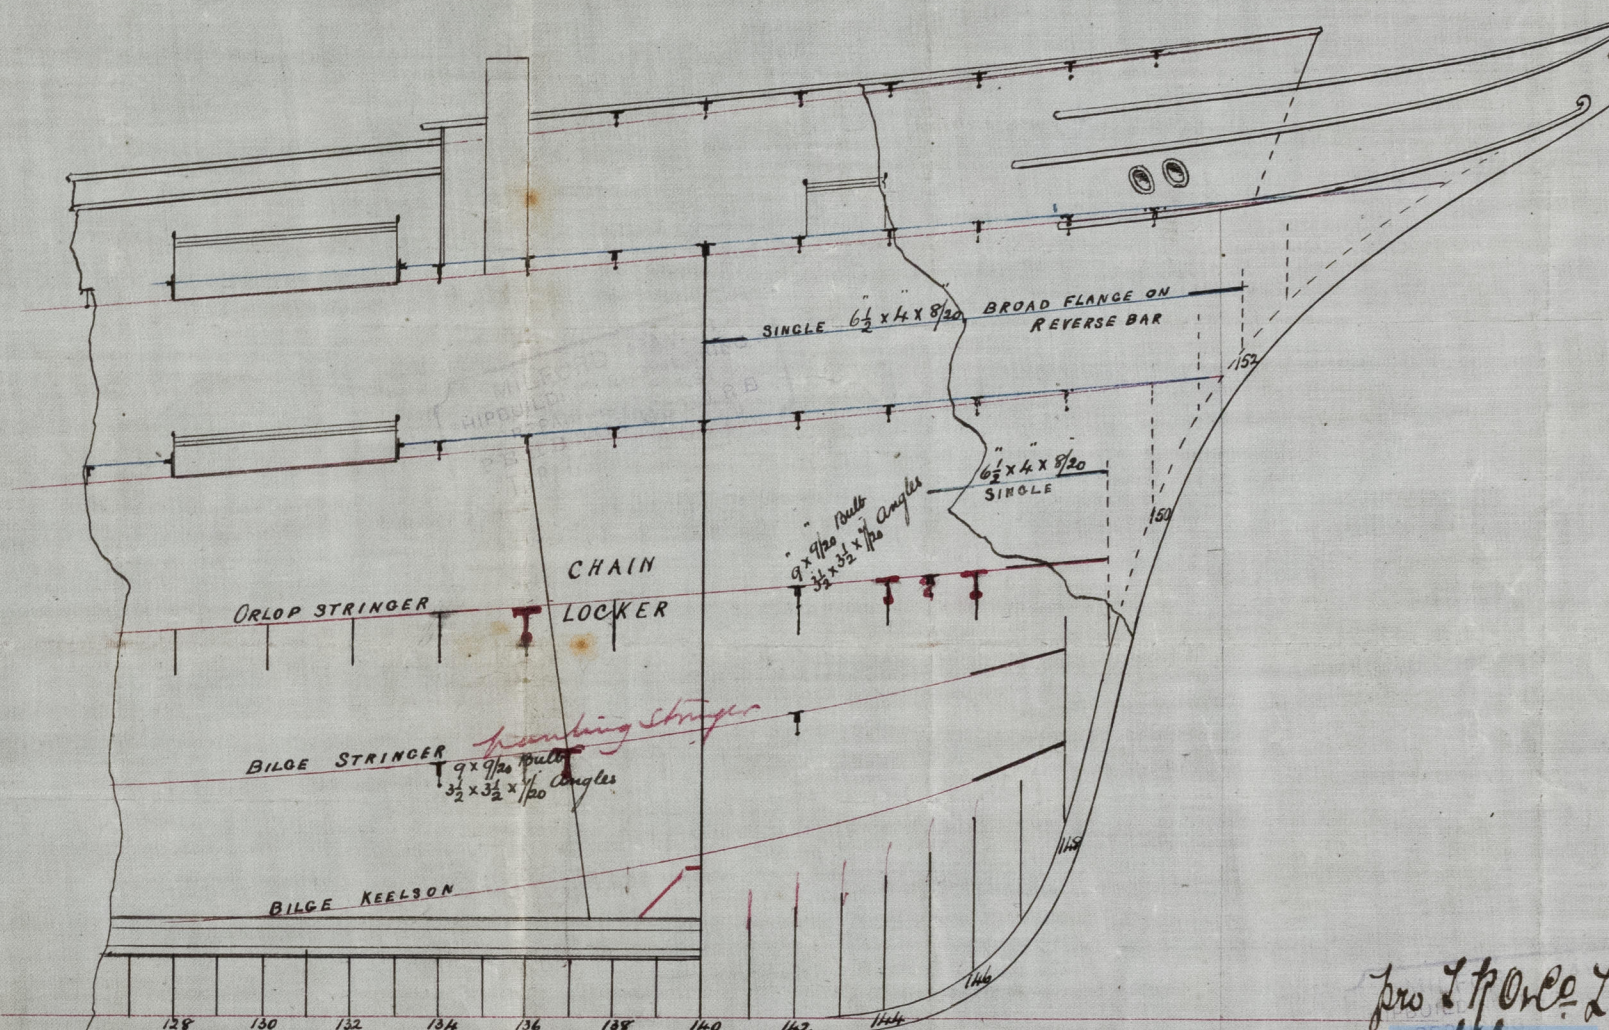 SINGLE 6½" x 4" x 8/20" BROAD FLANGE ON
REVERSE BAR
152
6½" x 4" x 8/20
SINGLE
150
9" x 9/20" Bulb
3½ x 3½ x 7/20" Angles
CHAIN
LOCKER
ORLOP STRINGER
panting stringer
BILGE STRINGER
9 x 9/20 Bulb
3½ x 3½ x 7/20 Angles
148
BILGE KEELSON
146
128 130 132 134 136 138 140 142 144
pro